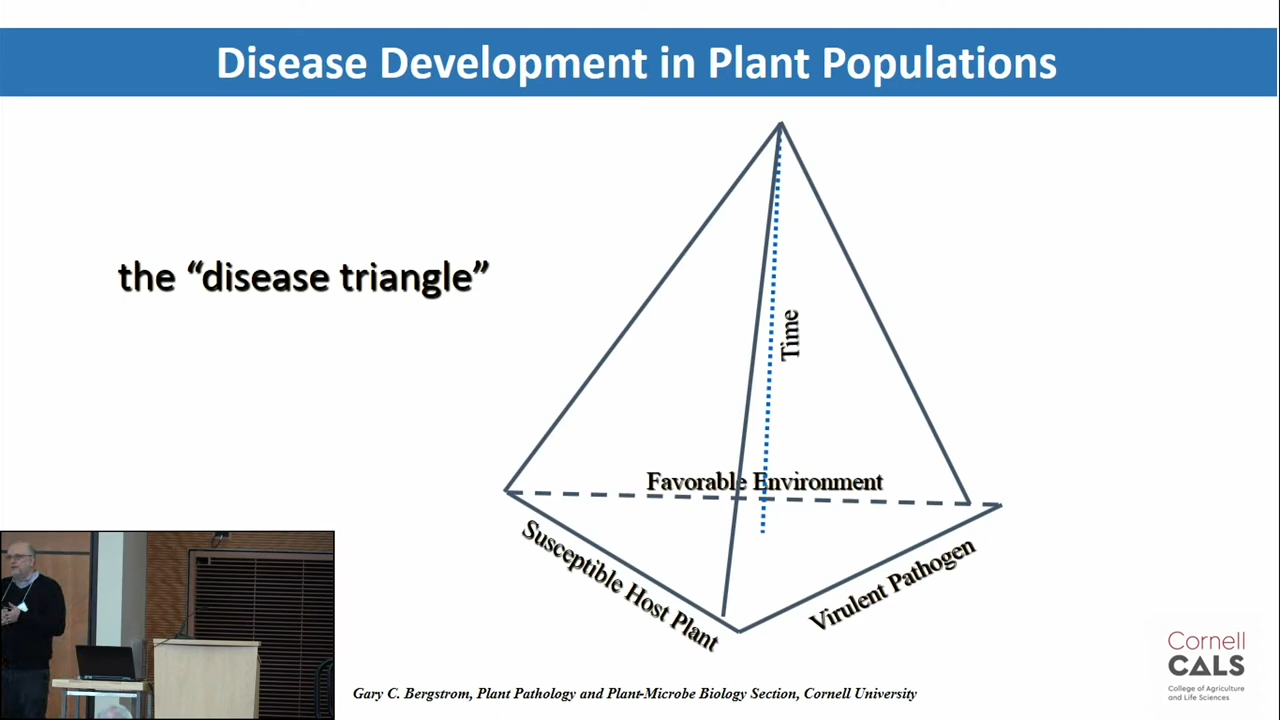 Disease Development in Plant Populations
the “disease triangle”
Time
Favorable Environment
Susceptible Host Plant
Virulent Pathogen
Gary C. Bergstrom, Plant Pathology and Plant-Microbe Biology Section, Cornell University
Cornell
CALS
College of Agriculture
and Life Sciences